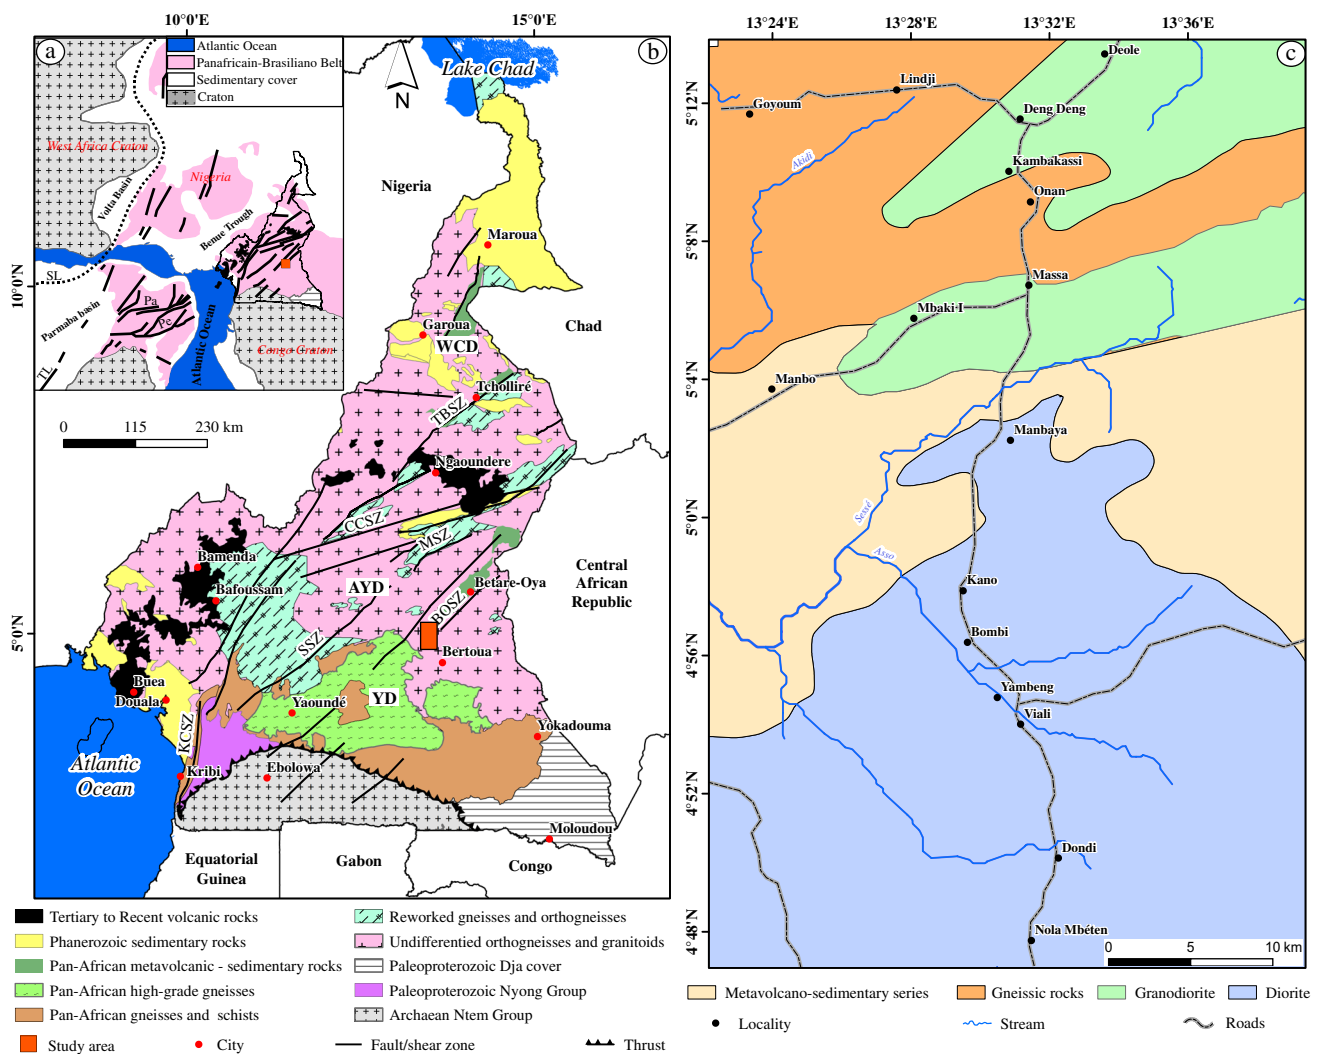 10°0'E
15°0'E
13°24'E
13°28'E
13°32'E
13°36'E
a
Atlantic Ocean
Panafricain-Brasiliano Belt
Sedimentary cover
Craton
West Africa Craton
Nigeria
Volta Basin
Benue Trough
SL
Parmaba basin
Pa
Pe
TL
Atlantic Ocean
Congo Craton
b
Lake Chad
N
Nigeria
Maroua
10°0'N
Garoua
WCD
Chad
Tcholliré
TBSZ
0 115 230 km
Ngaoundere
CCSZ
MSZ
Bamenda
Bafoussam
AYD
Betare-Oya
BOSZ
Central
African
Republic
5°0'N
SSZ
Bertoua
Buea
Douala
YD
Yaoundé
KCSZ
Yokadouma
Atlantic
Ocean
Kribi
Ebolowa
Moloudou
Equatorial
Guinea
Gabon
Congo
c
Deole
Lindji
Goyoum
5°12'N
Deng Deng
Akidi
Kambakassi
Onan
5°8'N
Massa
Mbaki I
5°4'N
Manbo
Manbaya
5°0'N
Sessé
Asso
Kano
Bombi
4°56'N
Yambeng
Viali
4°52'N
Dondi
4°48'N
Nola Mbéten
0 5 10 km
Tertiary to Recent volcanic rocks
Phanerozoic sedimentary rocks
Pan-African metavolcanic - sedimentary rocks
Pan-African high-grade gneisses
Pan-African gneisses and schists
Reworked gneisses and orthogneisses
Undifferentied orthogneisses and granitoids
Paleoproterozoic Dja cover
Paleoproterozoic Nyong Group
Archaean Ntem Group
Study area
City
Fault/shear zone
Thrust
Metavolcano-sedimentary series
Gneissic rocks
Granodiorite
Diorite
Locality
Stream
Roads